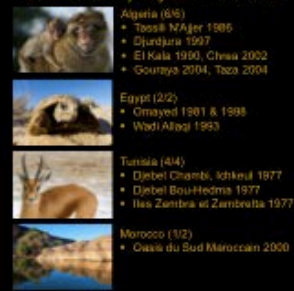 Algeria (6/6)
• Tassili N'Ajjer 1986
• Djurdjura 1997
• El Kala 1990, Chrea 2002
• Gouraya 2004, Taza 2004
Egypt (2/2)
• Omayed 1981 & 1998
• Wadi Allaqi 1993
Tunisia (4/4)
• Djebel Chambi, Ichkeul 1977
• Djebel Bou-Hedma 1977
• Iles Zembra et Zembretta 1977
Morocco (1/2)
• Oasis du Sud Marocain 2000